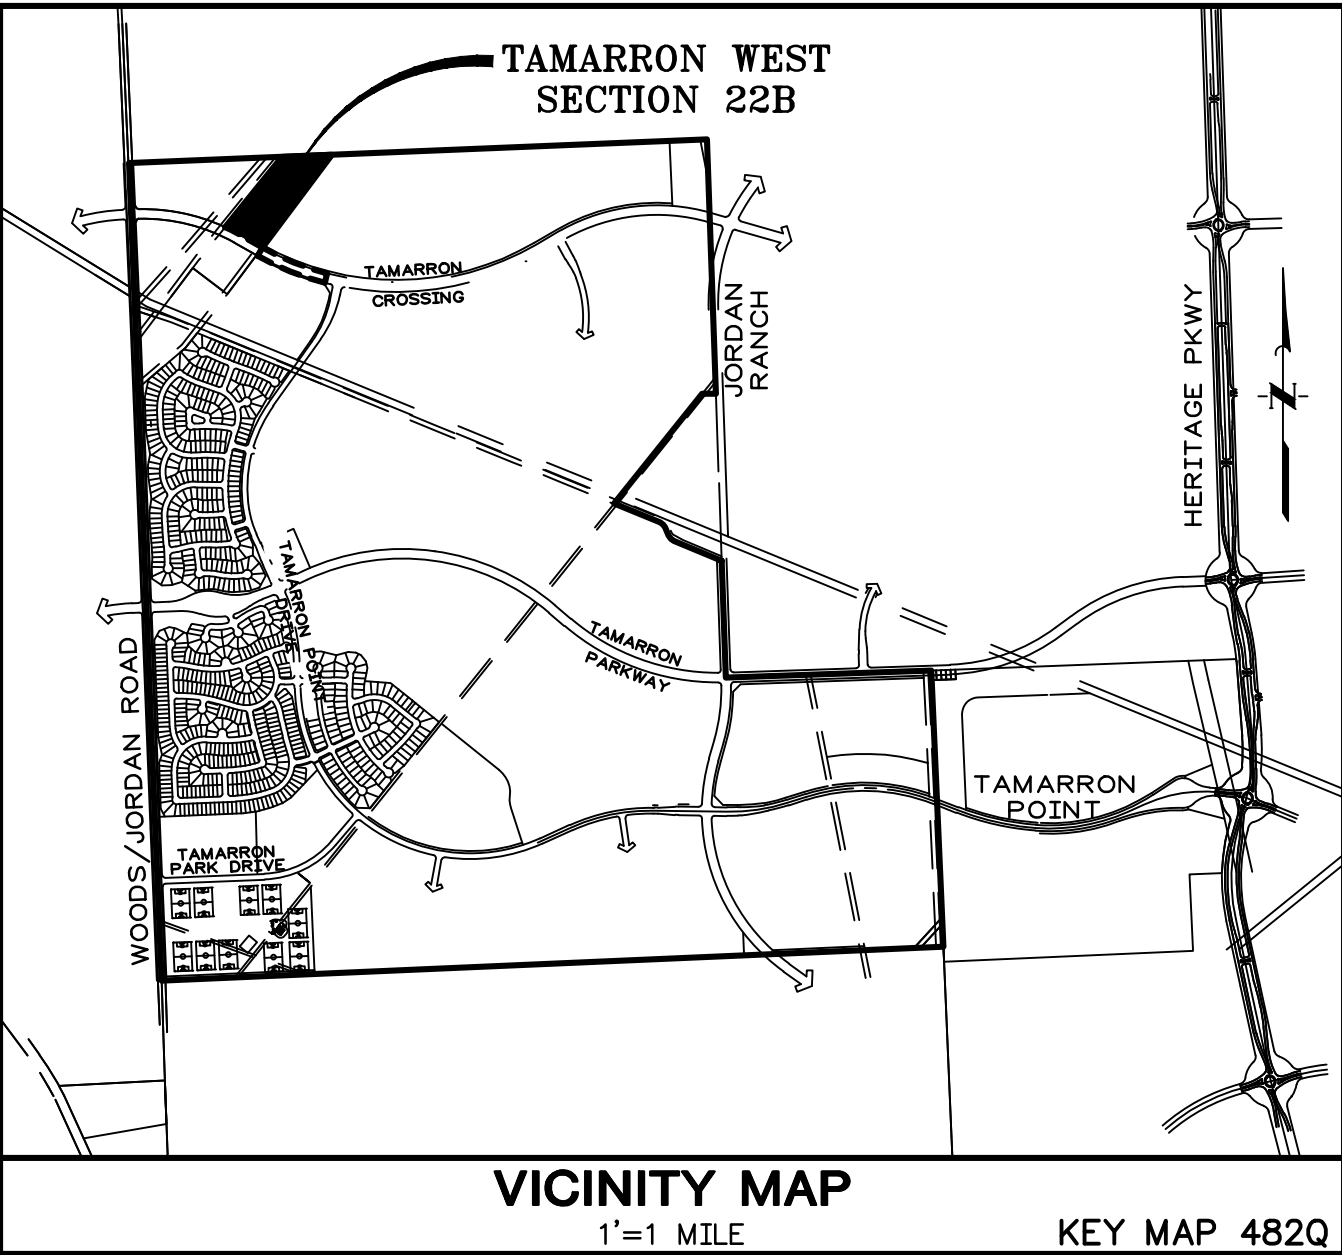 TAMARRON WEST
SECTION 22B
TAMARRON
CROSSING
JORDAN
RANCH
HERITAGE PKWY
N
TAMARRON POINT
DRIVE
TAMARRON
PARKWAY
WOODS/JORDAN ROAD
TAMARRON
POINT
TAMARRON
PARK DRIVE
VICINITY MAP
1'=1 MILE
KEY MAP 482Q